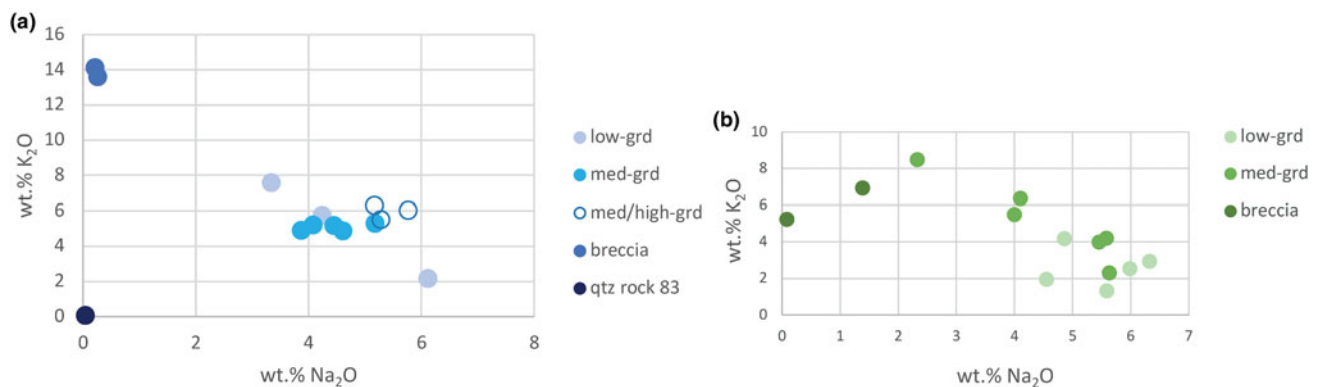 (a)
16
14
12
10
8
6
4
2
0
wt.% K₂O
0 2 4 6 8
wt.% Na₂O
low-grd
med-grd
med/high-grd
breccia
qtz rock 83
(b)
10
8
6
4
2
0
wt.% K₂O
0 1 2 3 4 5 6 7
wt.% Na₂O
low-grd
med-grd
breccia